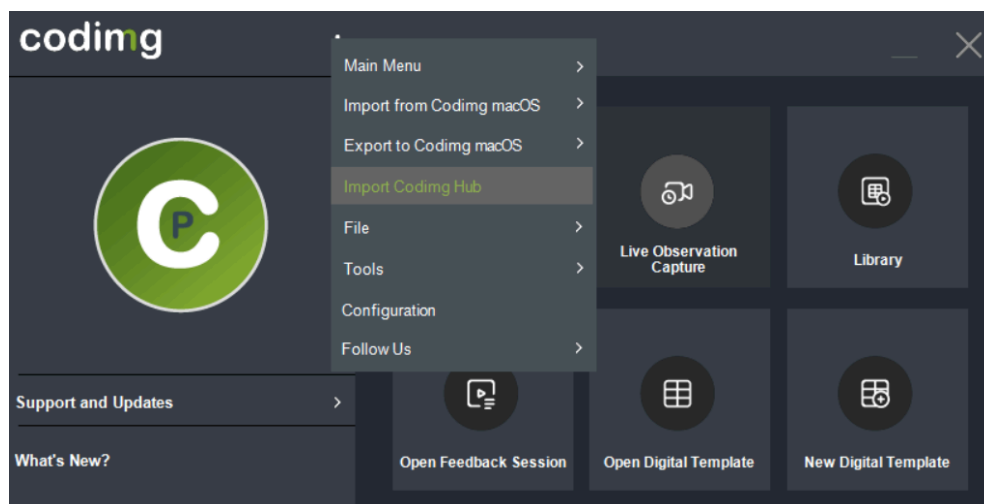 codimg
Main Menu
Import from Codimg macOS
Export to Codimg macOS
Import Codimg Hub
File
Tools
Configuration
Follow Us
CP
Live Observation
Capture
Library
Support and Updates
What's New?
Open Feedback Session
Open Digital Template
New Digital Template